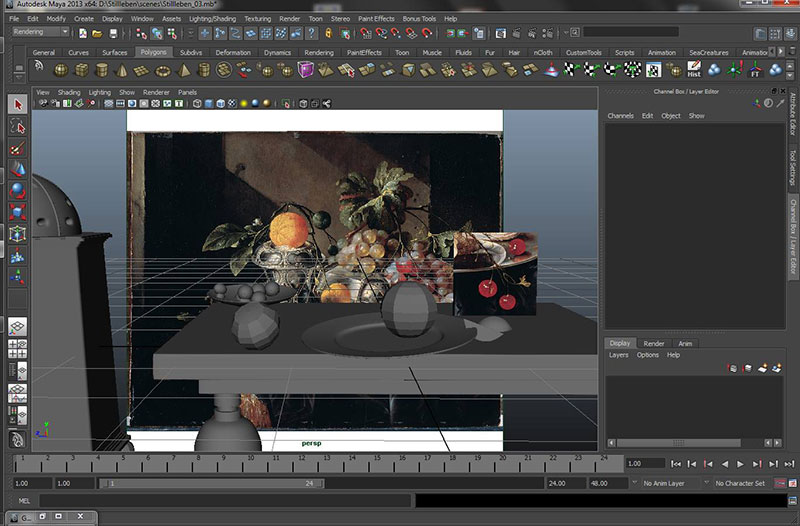 Autodesk Maya 2013 x64: D:\Stillleben\scenes\Stillleben_03.mb*
File Edit Modify Create Display Window Assets Lighting/Shading Texturing Render Toon Stereo Paint Effects Bonus Tools Help
Rendering
General Curves Surfaces Polygons Subdivs Deformation Animation Dynamics Rendering PaintEffects Toon Muscle Fluids Fur Hair nCloth CustomTools Scripts Animation SeaCreatures Animation
Hist FT
View Shading Lighting Show Renderer Panels
Channel Box / Layer Editor
Channels Edit Object Show
Attribute Editor
Tool Settings
Channel Box / Layer Editor
persp
Display Render Anim
Layers Options Help
1 2 3 4 5 6 7 8 9 10 11 12 13 14 15 16 17 18 19 20 21 22 23 24
1.00
1.00 1.00 1 24 24.00 48.00 No Anim Layer No Character Set
MEL
G...